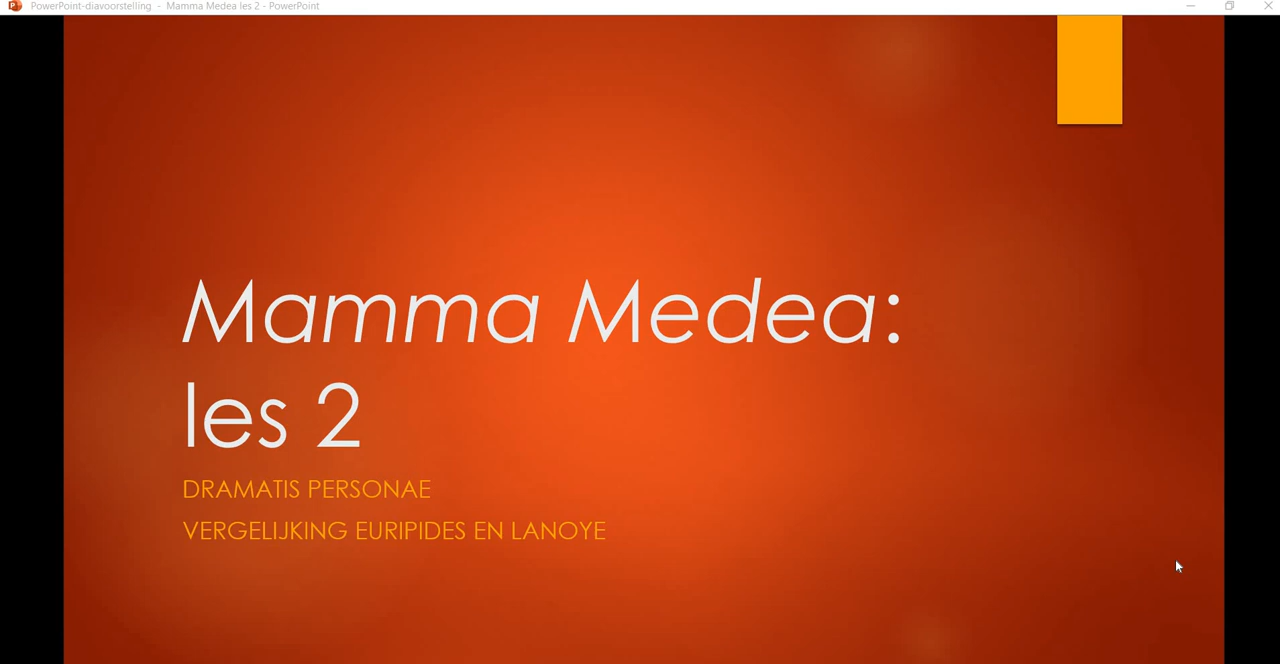 PowerPoint-diavoorstelling - Mamma Medea les 2 - PowerPoint
Mamma Medea:
les 2
DRAMATIS PERSONAE
VERGELIJKING EURIPIDES EN LANOYE